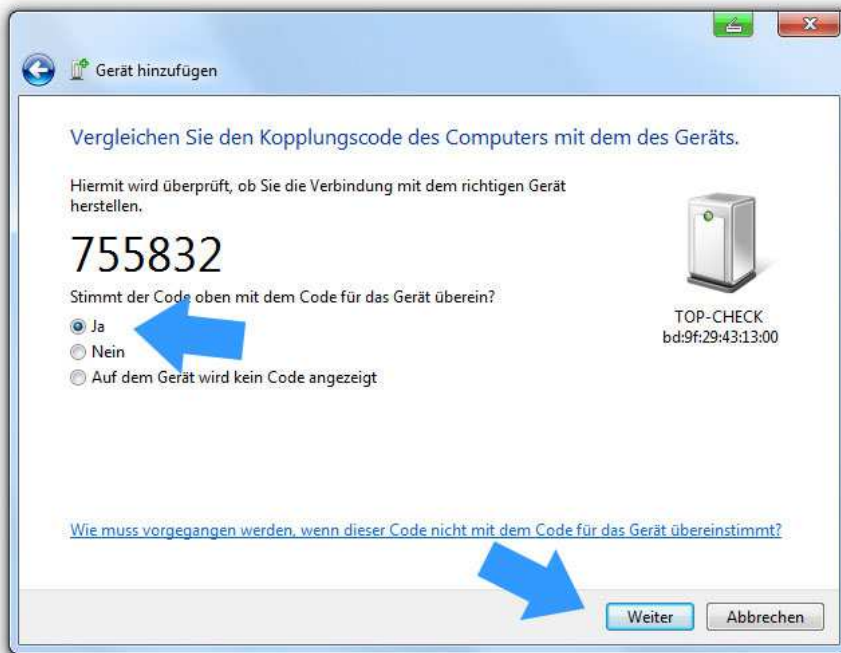 Gerät hinzufügen
Vergleichen Sie den Kopplungscode des Computers mit dem des Geräts.
Hiermit wird überprüft, ob Sie die Verbindung mit dem richtigen Gerät
herstellen.
755832
Stimmt der Code oben mit dem Code für das Gerät überein?
Ja
Nein
Auf dem Gerät wird kein Code angezeigt
TOP-CHECK
bd:9f:29:43:13:00
Wie muss vorgegangen werden, wenn dieser Code nicht mit dem Code für das Gerät übereinstimmt?
Weiter
Abbrechen